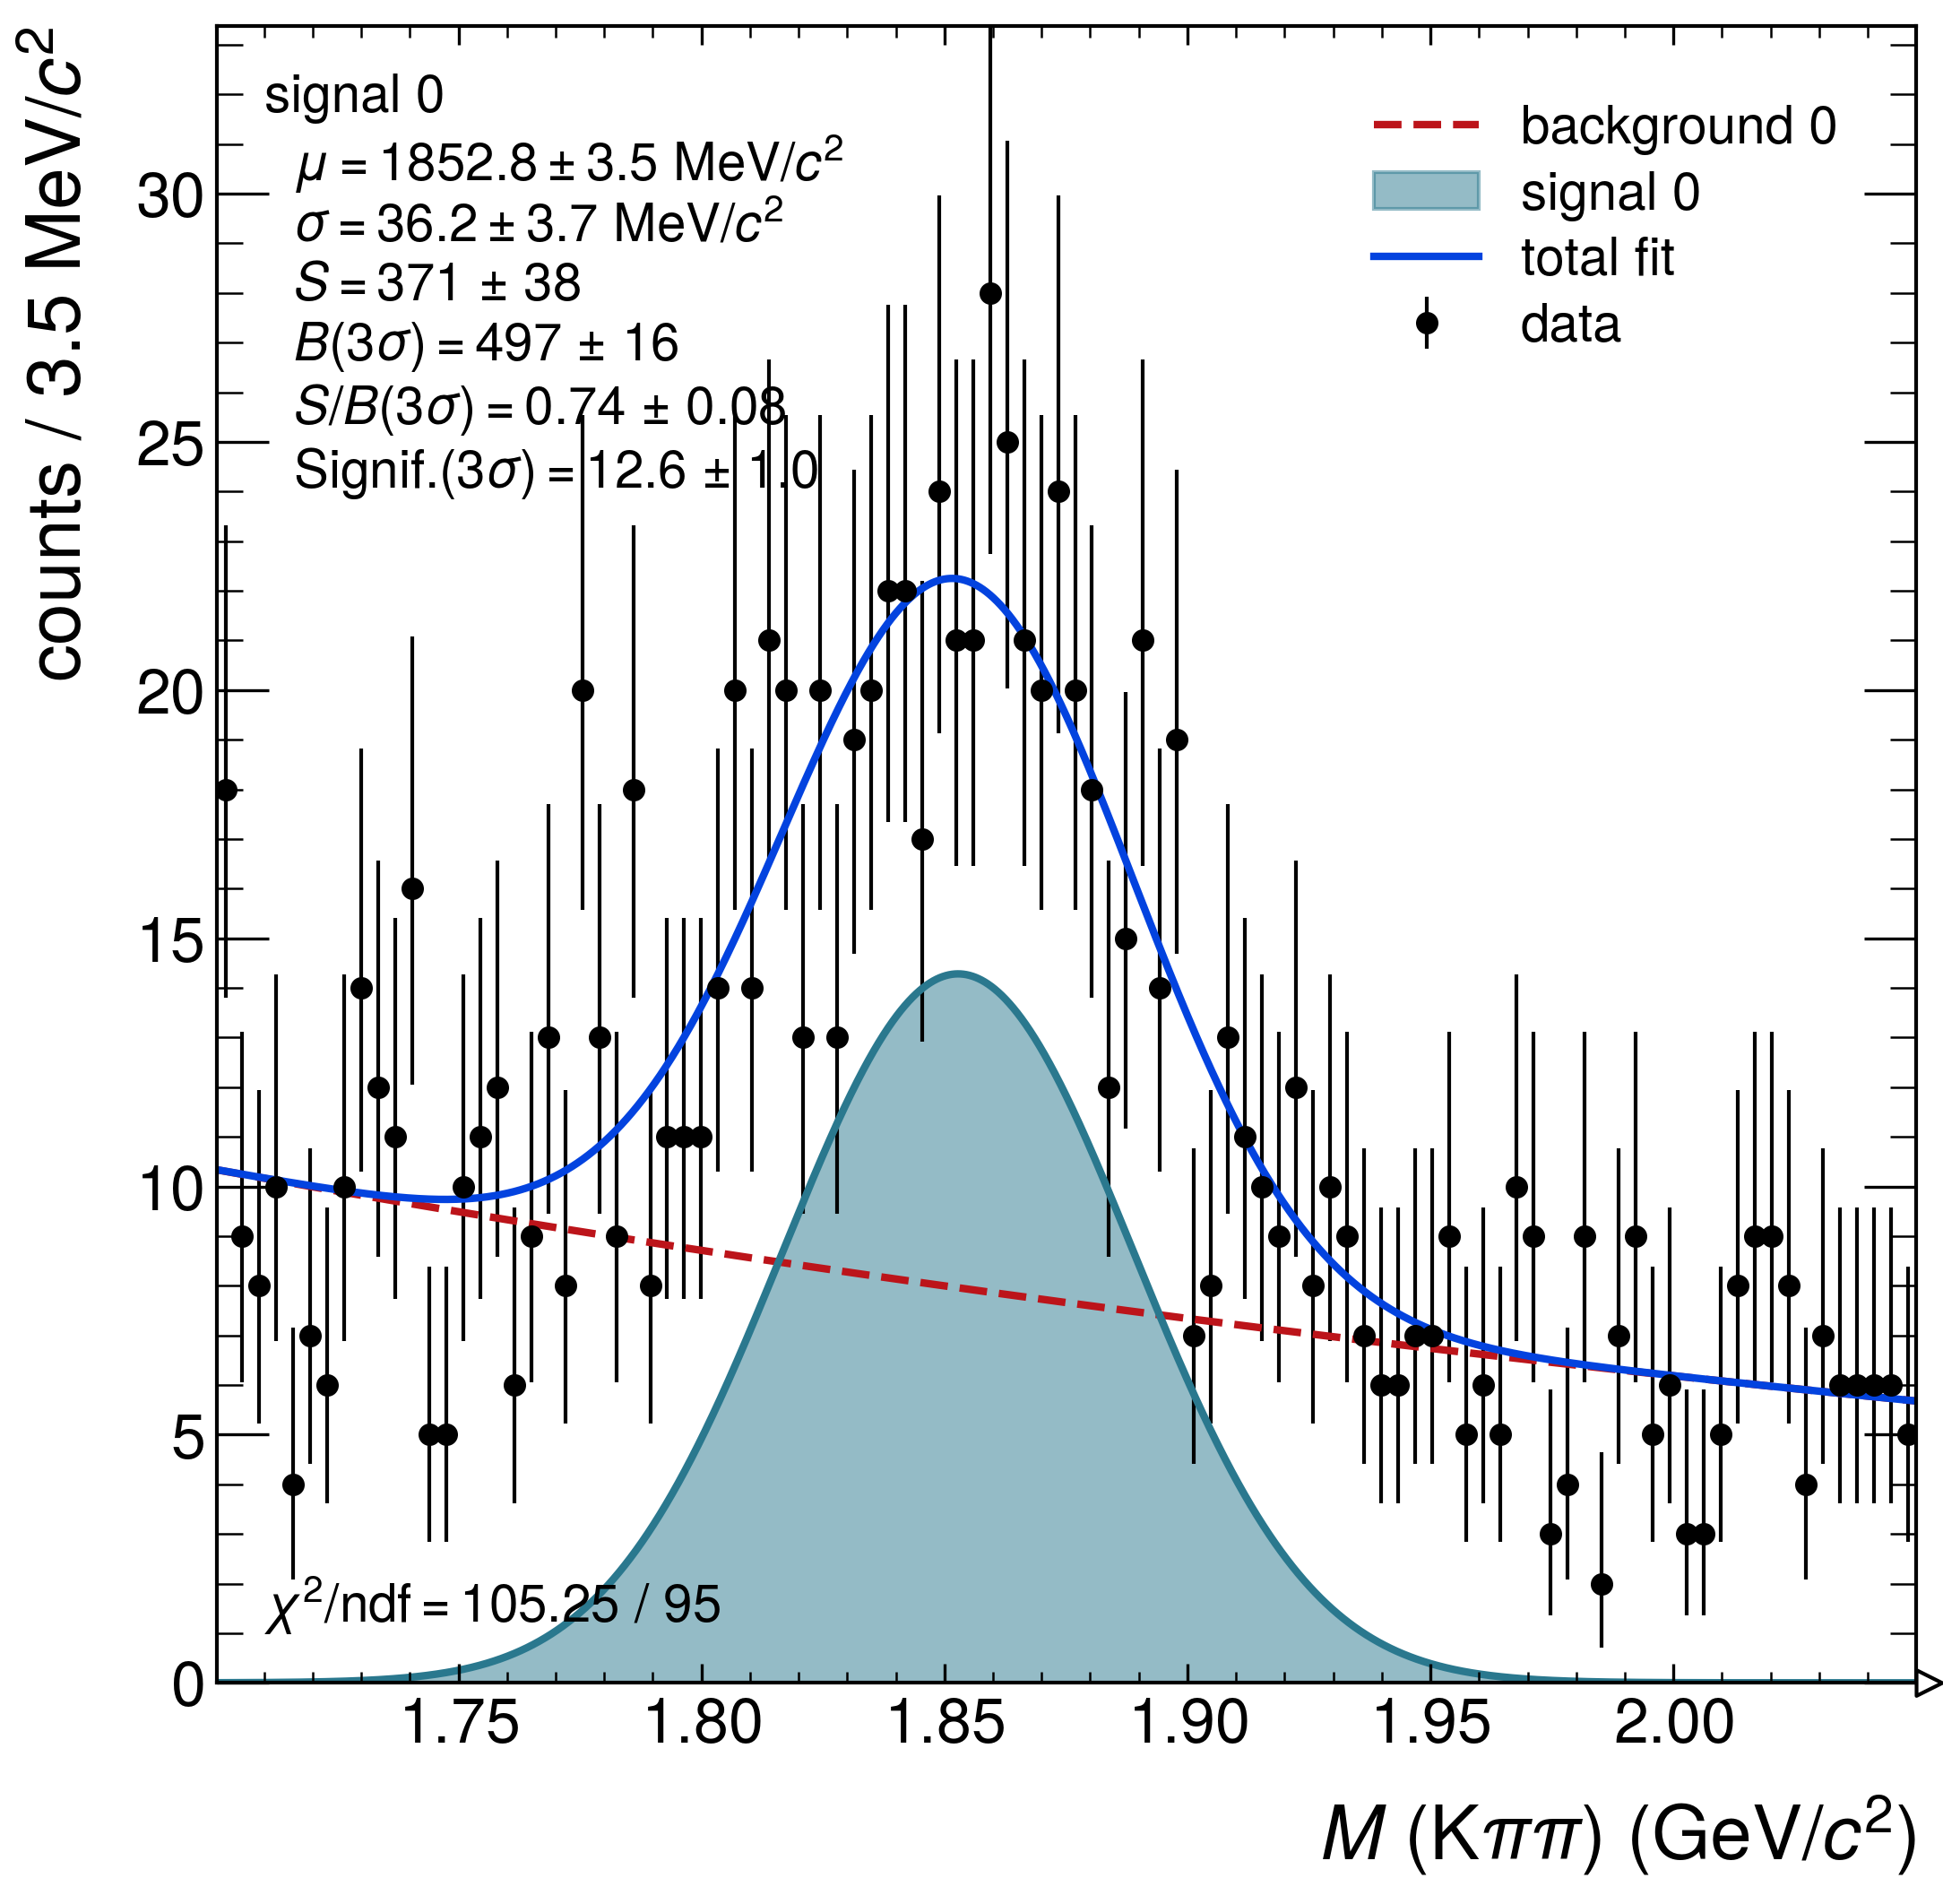 counts / 3.5 MeV/c²
signal 0
μ = 1852.8 ± 3.5 MeV/c²
σ = 36.2 ± 3.7 MeV/c²
S = 371 ± 38
B(3σ) = 497 ± 16
S/B(3σ) = 0.74 ± 0.08
Signif.(3σ) = 12.6 ± 1.0
background 0
signal 0
total fit
data
30
25
20
15
10
5
0
χ²/ndf = 105.25 / 95
1.75 1.80 1.85 1.90 1.95 2.00
M (Kππ) (GeV/c²)